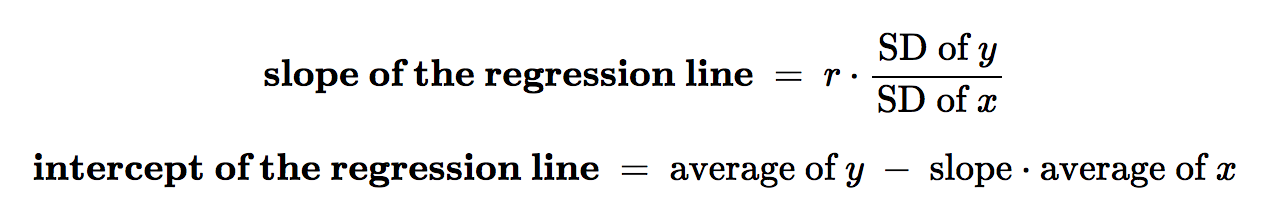 slope of the regression line = r · SD of y / SD of x
intercept of the regression line = average of y − slope · average of x